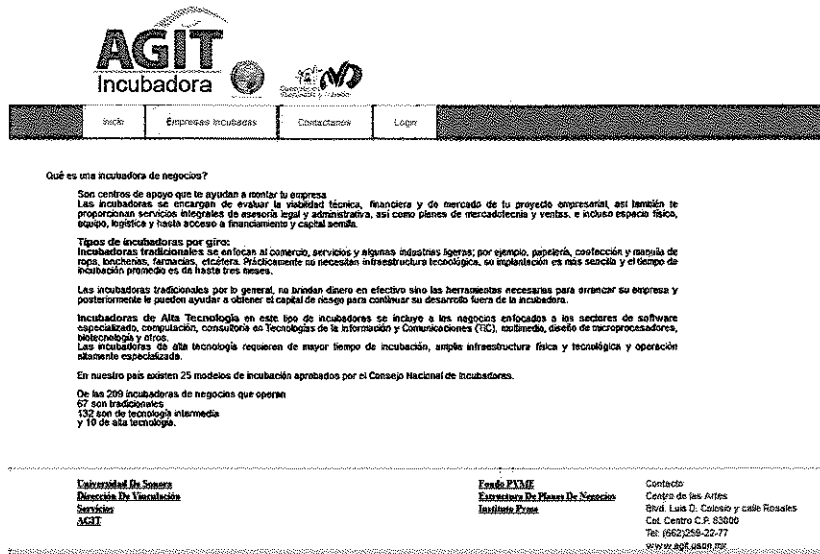 AGIT
Incubadora
Inicio
Empresas Incubadas
Contactanos
Login
Qué es una incubadora de negocios?
Son centros de apoyo que te ayudan a montar tu empresa
Las incubadoras se encargan de evaluar la viabilidad técnica, financiera y de mercado de tu proyecto empresarial, así también te
proporcionan servicios integrales de asesoría legal y administrativa, así como planes de mercadotecnia y ventas, e incluso espacio físico,
equipo, logística y hasta acceso a financiamiento y capital semilla.
Tipos de incubadoras por giro:
Incubadoras tradicionales se enfocan al comercio, servicios y algunas industrias ligeras; por ejemplo, papelería, confección y maquila de
ropa, loncherías, farmacias, etcétera. Prácticamente no necesitan infraestructura tecnológica, su implantación es más sencilla y el tiempo de
incubación promedio es de hasta tres meses.
Las incubadoras tradicionales por lo general, no brindan dinero en efectivo sino las herramientas necesarias para arrancar su empresa y
posteriormente le pueden ayudar a obtener el capital de riesgo para continuar su desarrollo fuera de la incubadora.
Incubadoras de Alta Tecnología en este tipo de incubadoras se incluye a los negocios enfocados a los sectores de software
especializado, computación, consultoría en Tecnologías de la Información y Comunicaciones (TIC), multimedia, diseño de microprocesadores,
biotecnología y otros.
Las incubadoras de alta tecnología requieren de mayor tiempo de incubación, amplia infraestructura física y tecnológica y operación
altamente especializada.
En nuestro país existen 25 modelos de incubación aprobados por el Consejo Nacional de Incubadoras.
De las 209 incubadoras de negocios que operan
67 son tradicionales
132 son de tecnología intermedia
y 10 de alta tecnología.
Universidad De Sonora
Dirección De Vinculación
Servicios
AGIT
Fondo PYME
Estructura De Planes De Negocios
Instituto Pyme
Contacto
Centro de las Artes
Blvd. Luis D. Colosio y calle Rosales
Col. Centro C.P. 83000
Tel: (662)259-22-77
www.agit.uson.mx